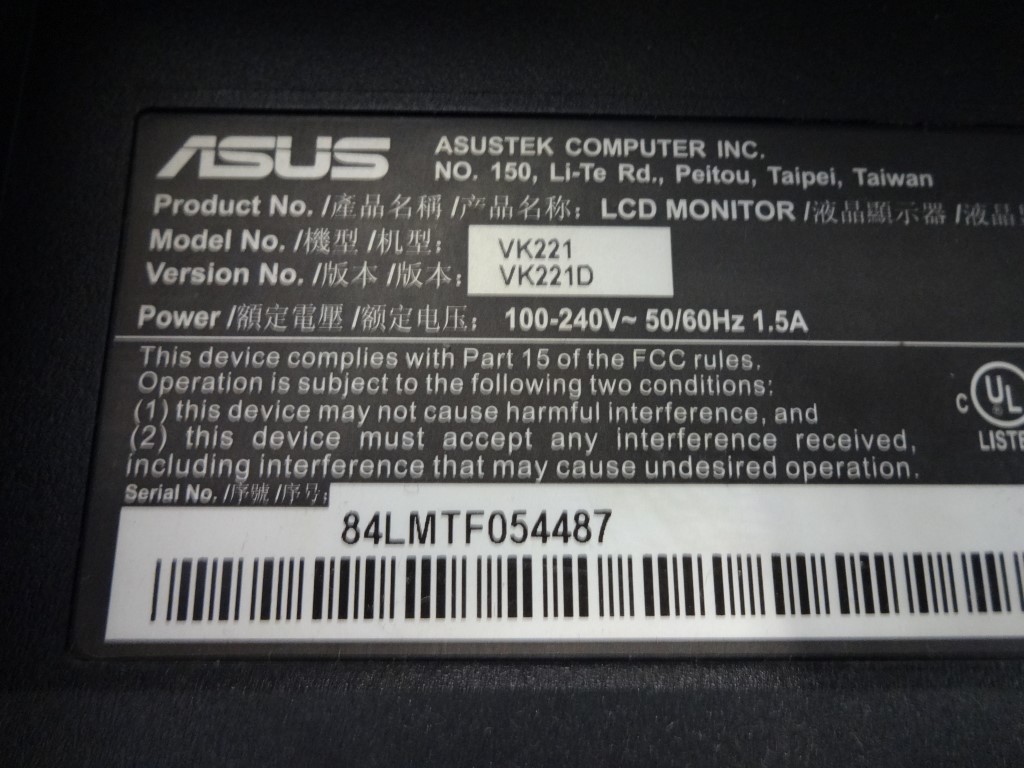 ASUS
ASUSTEK COMPUTER INC.
NO. 150, Li-Te Rd., Peitou, Taipei, Taiwan
Product No. /產品名稱 /产品名称: LCD MONITOR /液晶顯示器 /液晶
Model No. /機型 /机型: VK221
Version No. /版本 /版本: VK221D
Power /額定電壓 /额定电压: 100-240V~ 50/60Hz 1.5A
This device complies with Part 15 of the FCC rules.
Operation is subject to the following two conditions:
(1) this device may not cause harmful interference, and
(2) this device must accept any interference received,
including interference that may cause undesired operation.
C UL
®
LISTE
Serial No. /序號 /序号:
84LMTF054487